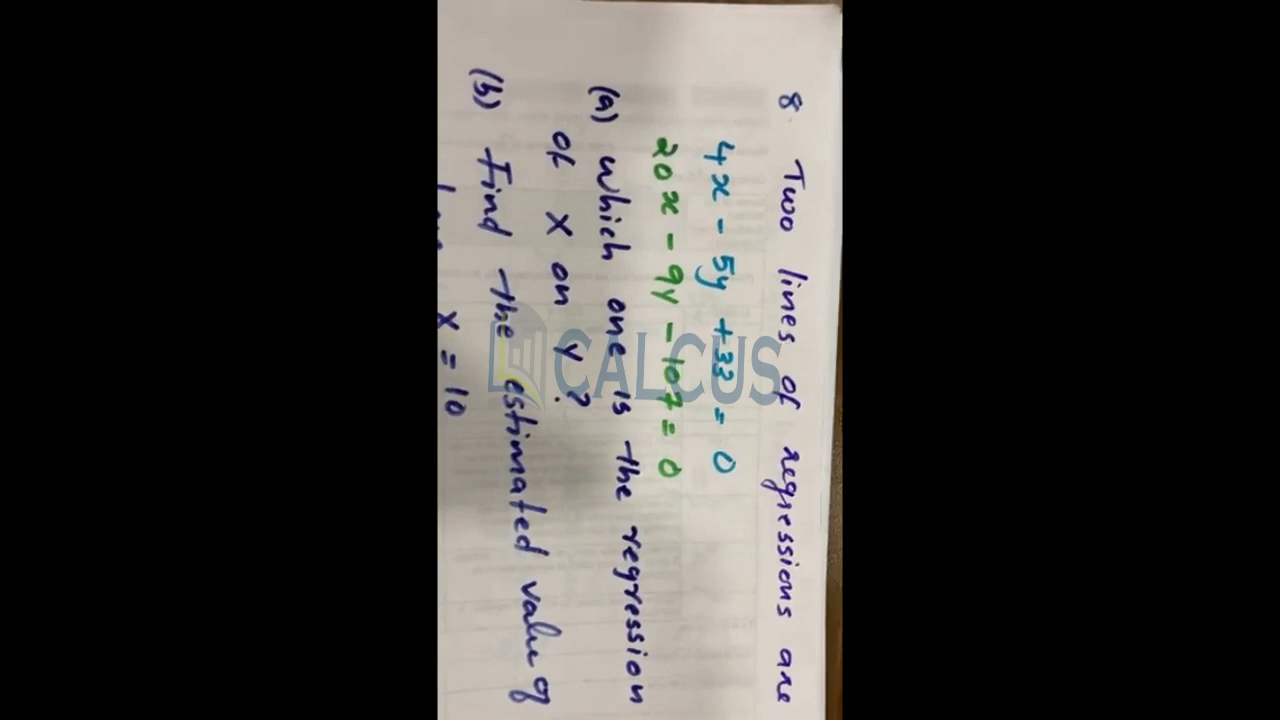 8. Two lines of regressions are
4x - 5y + 33 = 0
20x - 9y - 107 = 0
(a) which one is the regression
of x on y?
(b) Find the estimated value of
x = 10
CALCUS